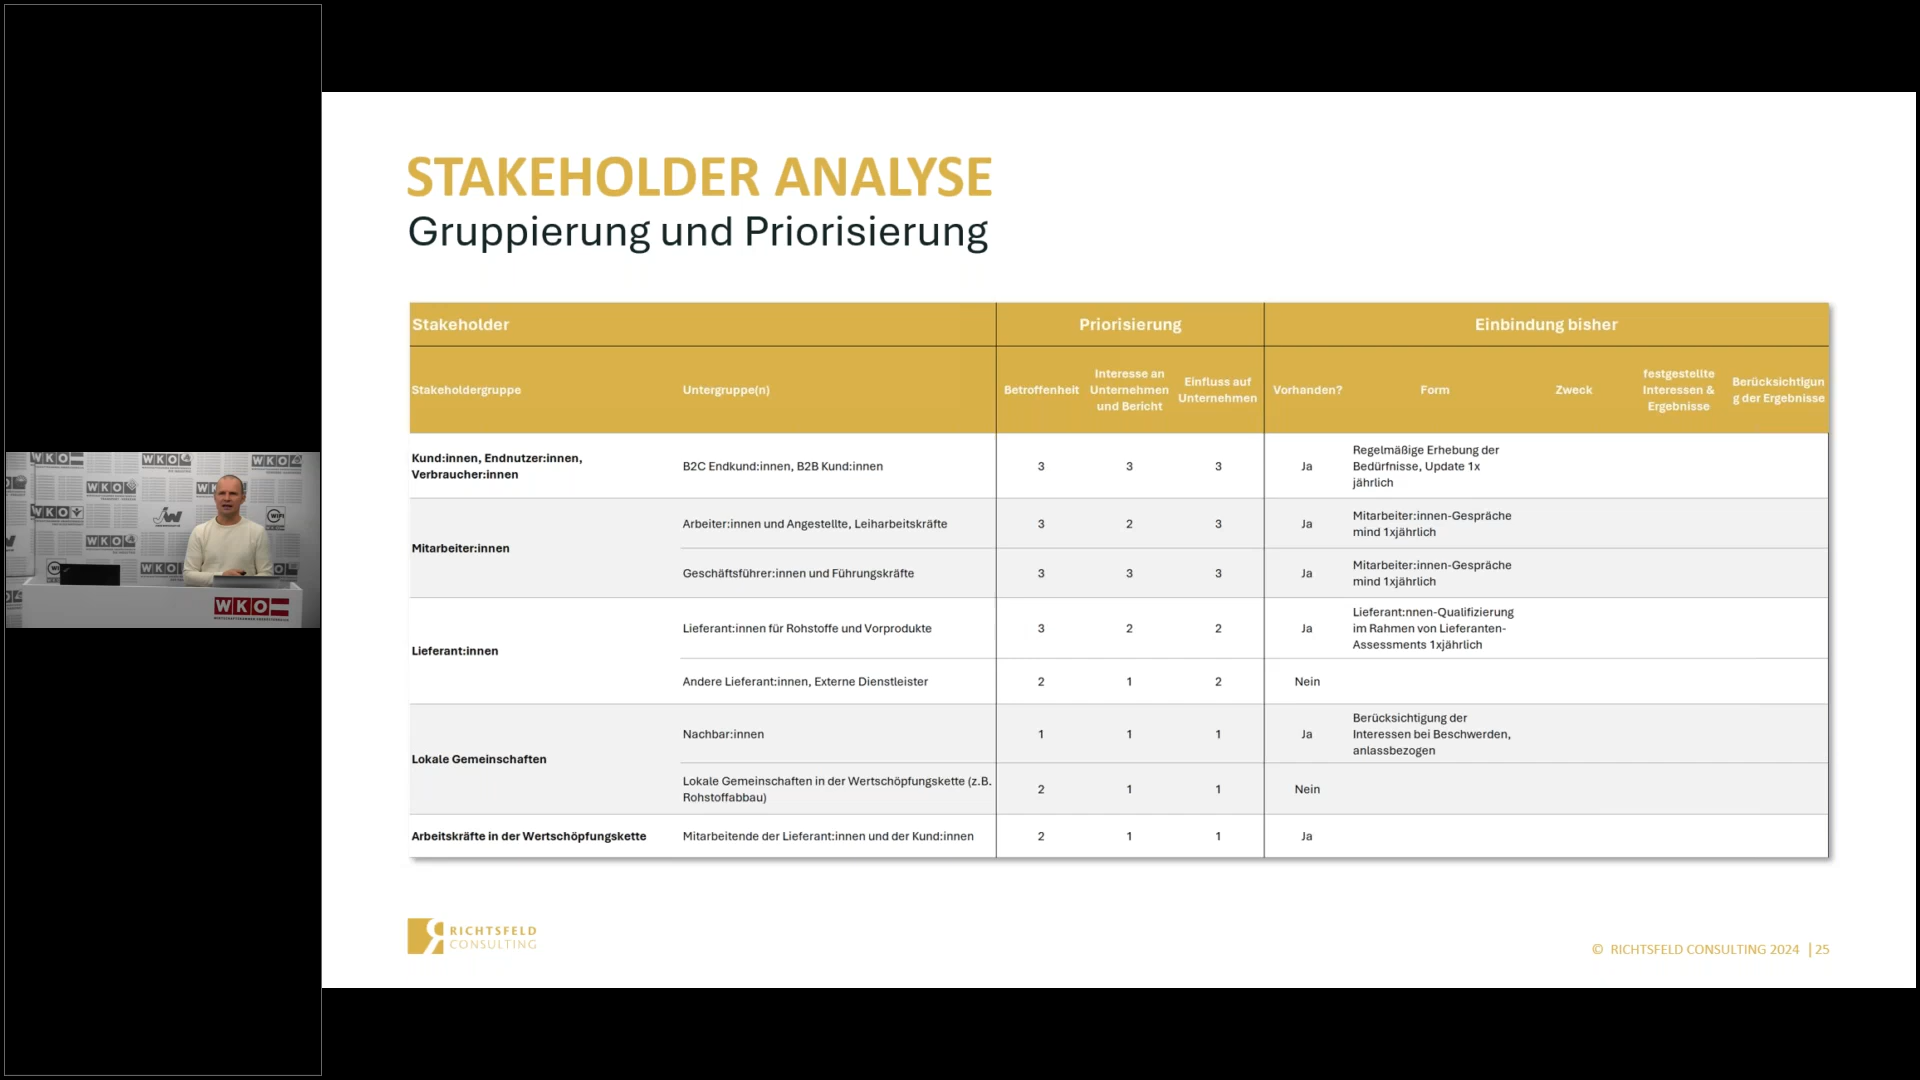 STAKEHOLDER ANALYSE
Gruppierung und Priorisierung
Stakeholder
Priorisierung
Einbindung bisher
Stakeholdergruppe
Untergruppe(n)
Betroffenheit
Interesse an
Unternehmen
und Bericht
Einfluss auf
Unternehmen
Vorhanden?
Form
Zweck
festgestellte
Interessen &
Ergebnisse
Berücksichtigun
g der Ergebnisse
Kund:innen, Endnutzer:innen,
Verbraucher:innen
B2C Endkund:innen, B2B Kund:innen
3
3
3
Ja
Regelmäßige Erhebung der
Bedürfnisse, Update 1x
jährlich
Mitarbeiter:innen
Arbeiter:innen und Angestellte, Leiharbeitskräfte
3
2
3
Ja
Mitarbeiter:innen-Gespräche
mind 1xjährlich
Geschäftsführer:innen und Führungskräfte
3
3
3
Ja
Mitarbeiter:innen-Gespräche
mind 1xjährlich
Lieferant:innen
Lieferant:innen für Rohstoffe und Vorprodukte
3
2
2
Ja
Lieferant:nnen-Qualifizierung
im Rahmen von Lieferanten-
Assessments 1xjährlich
Andere Lieferant:innen, Externe Dienstleister
2
1
2
Nein
Lokale Gemeinschaften
Nachbar:innen
1
1
1
Ja
Berücksichtigung der
Interessen bei Beschwerden,
anlassbezogen
Lokale Gemeinschaften in der Wertschöpfungskette (z.B.
Rohstoffabbau)
2
1
1
Nein
Arbeitskräfte in der Wertschöpfungskette
Mitarbeitende der Lieferant:innen und der Kund:innen
2
1
1
Ja
RICHTSFELD
CONSULTING
© RICHTSFELD CONSULTING 2024 | 25
WKO
WKO
WKO
WKO
WKO
WKO
WKO
WKO
WKO